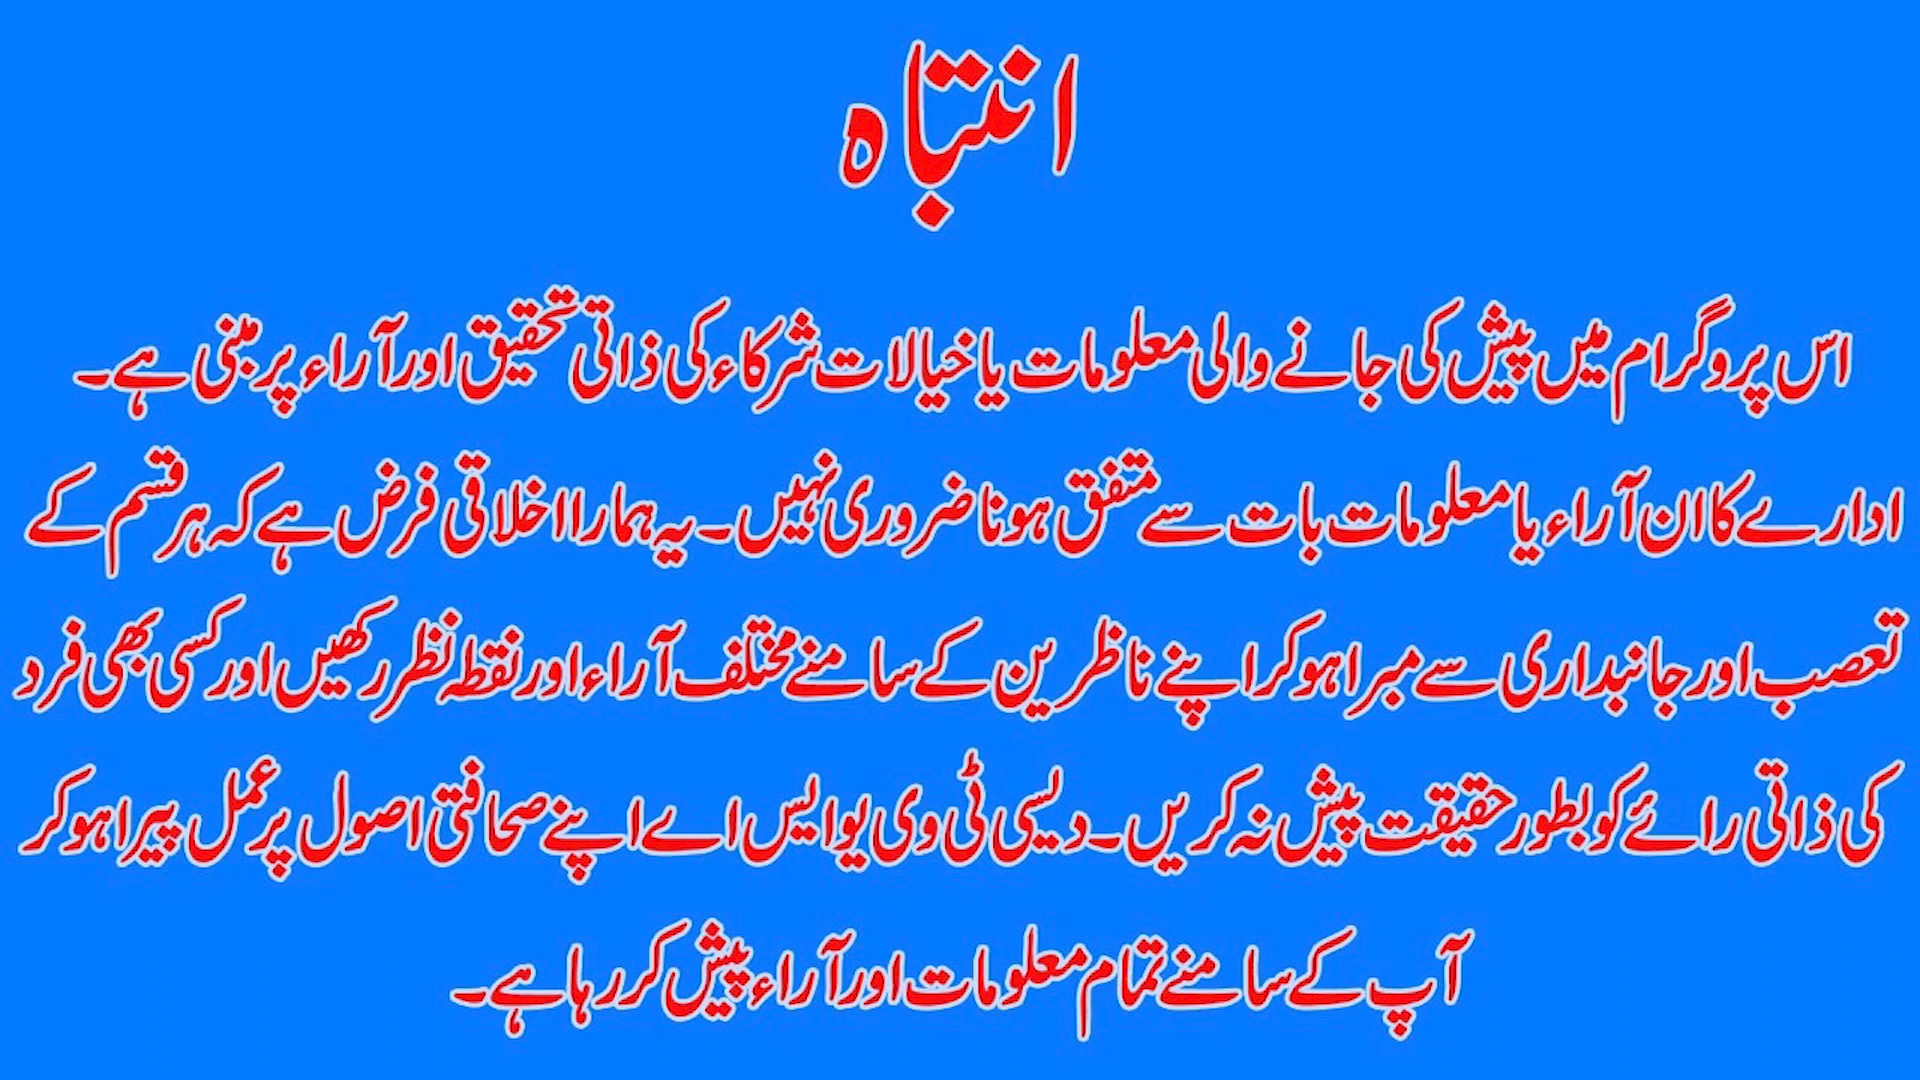 انتباہ
اس پروگرام میں پیش کی جانے والی معلومات یا خیالات شرکاء کی ذاتی تحقیق اور آراء پر مبنی ہے۔
ادارے کا ان آراء یا معلومات بات سے متفق ہونا ضروری نہیں۔ یہ ہمارا اخلاقی فرض ہے کہ ہر قسم کے
تعصب اور جانبداری سے مبرا ہو کر اپنے ناظرین کے سامنے مختلف آراء اور نقطہ نظر رکھیں اور کسی بھی فرد
کی ذاتی رائے کو بطور حقیقت پیش نہ کریں۔ دیسی ٹی وی یو ایس اے اپنے صحافتی اصول پر عمل پیرا ہو کر
آپ کے سامنے تمام معلومات اور آراء پیش کر رہا ہے۔